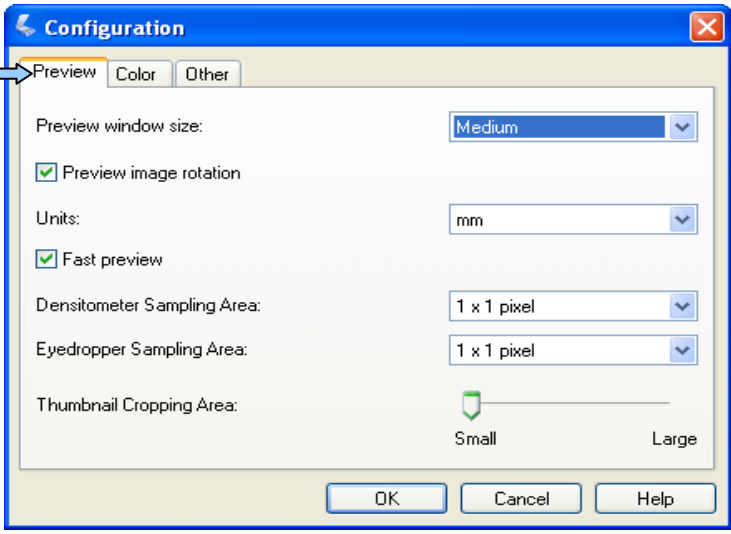 Configuration
Preview Color Other
Preview window size: Medium
Preview image rotation
Units: mm
Fast preview
Densitometer Sampling Area: 1 x 1 pixel
Eyedropper Sampling Area: 1 x 1 pixel
Thumbnail Cropping Area:
Small Large
OK Cancel Help